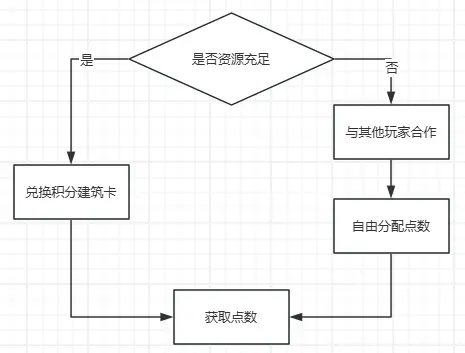 是否资源充足
是
否
与其他玩家合作
兑换积分建筑卡
自由分配点数
获取点数